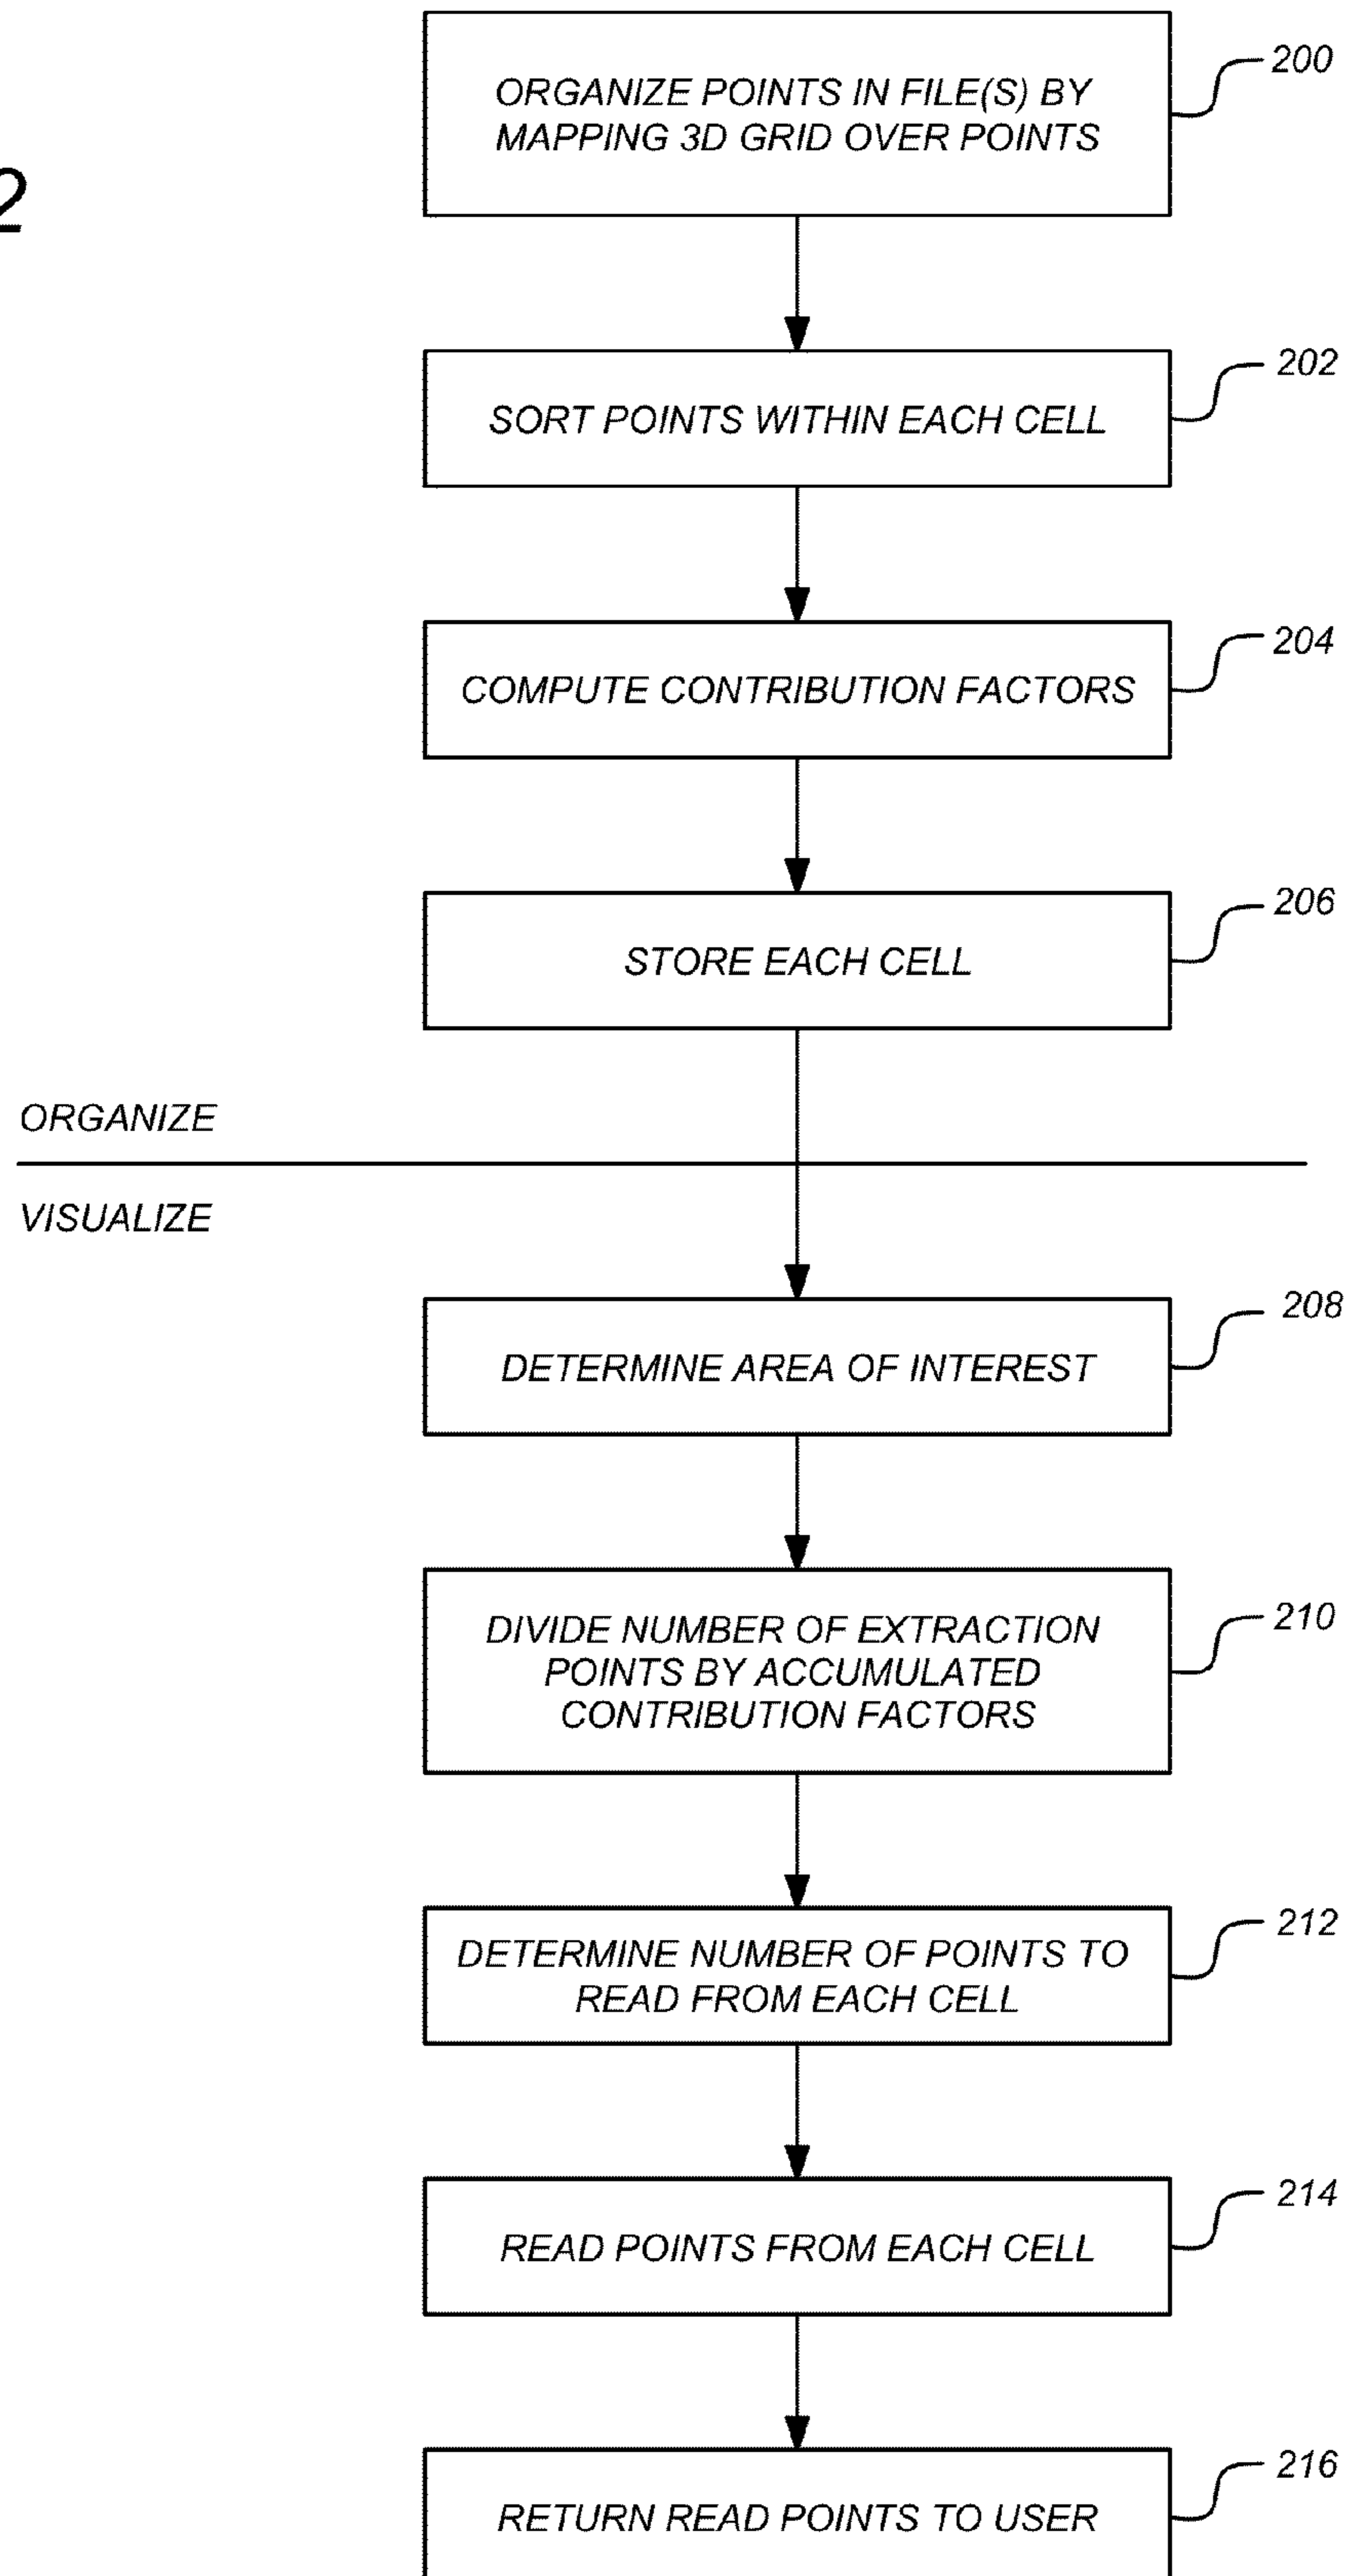 200
ORGANIZE POINTS IN FILE(S) BY
MAPPING 3D GRID OVER POINTS
2
202
SORT POINTS WITHIN EACH CELL
204
COMPUTE CONTRIBUTION FACTORS
206
STORE EACH CELL
ORGANIZE
VISUALIZE
208
DETERMINE AREA OF INTEREST
210
DIVIDE NUMBER OF EXTRACTION
POINTS BY ACCUMULATED
CONTRIBUTION FACTORS
212
DETERMINE NUMBER OF POINTS TO
READ FROM EACH CELL
214
READ POINTS FROM EACH CELL
216
RETURN READ POINTS TO USER